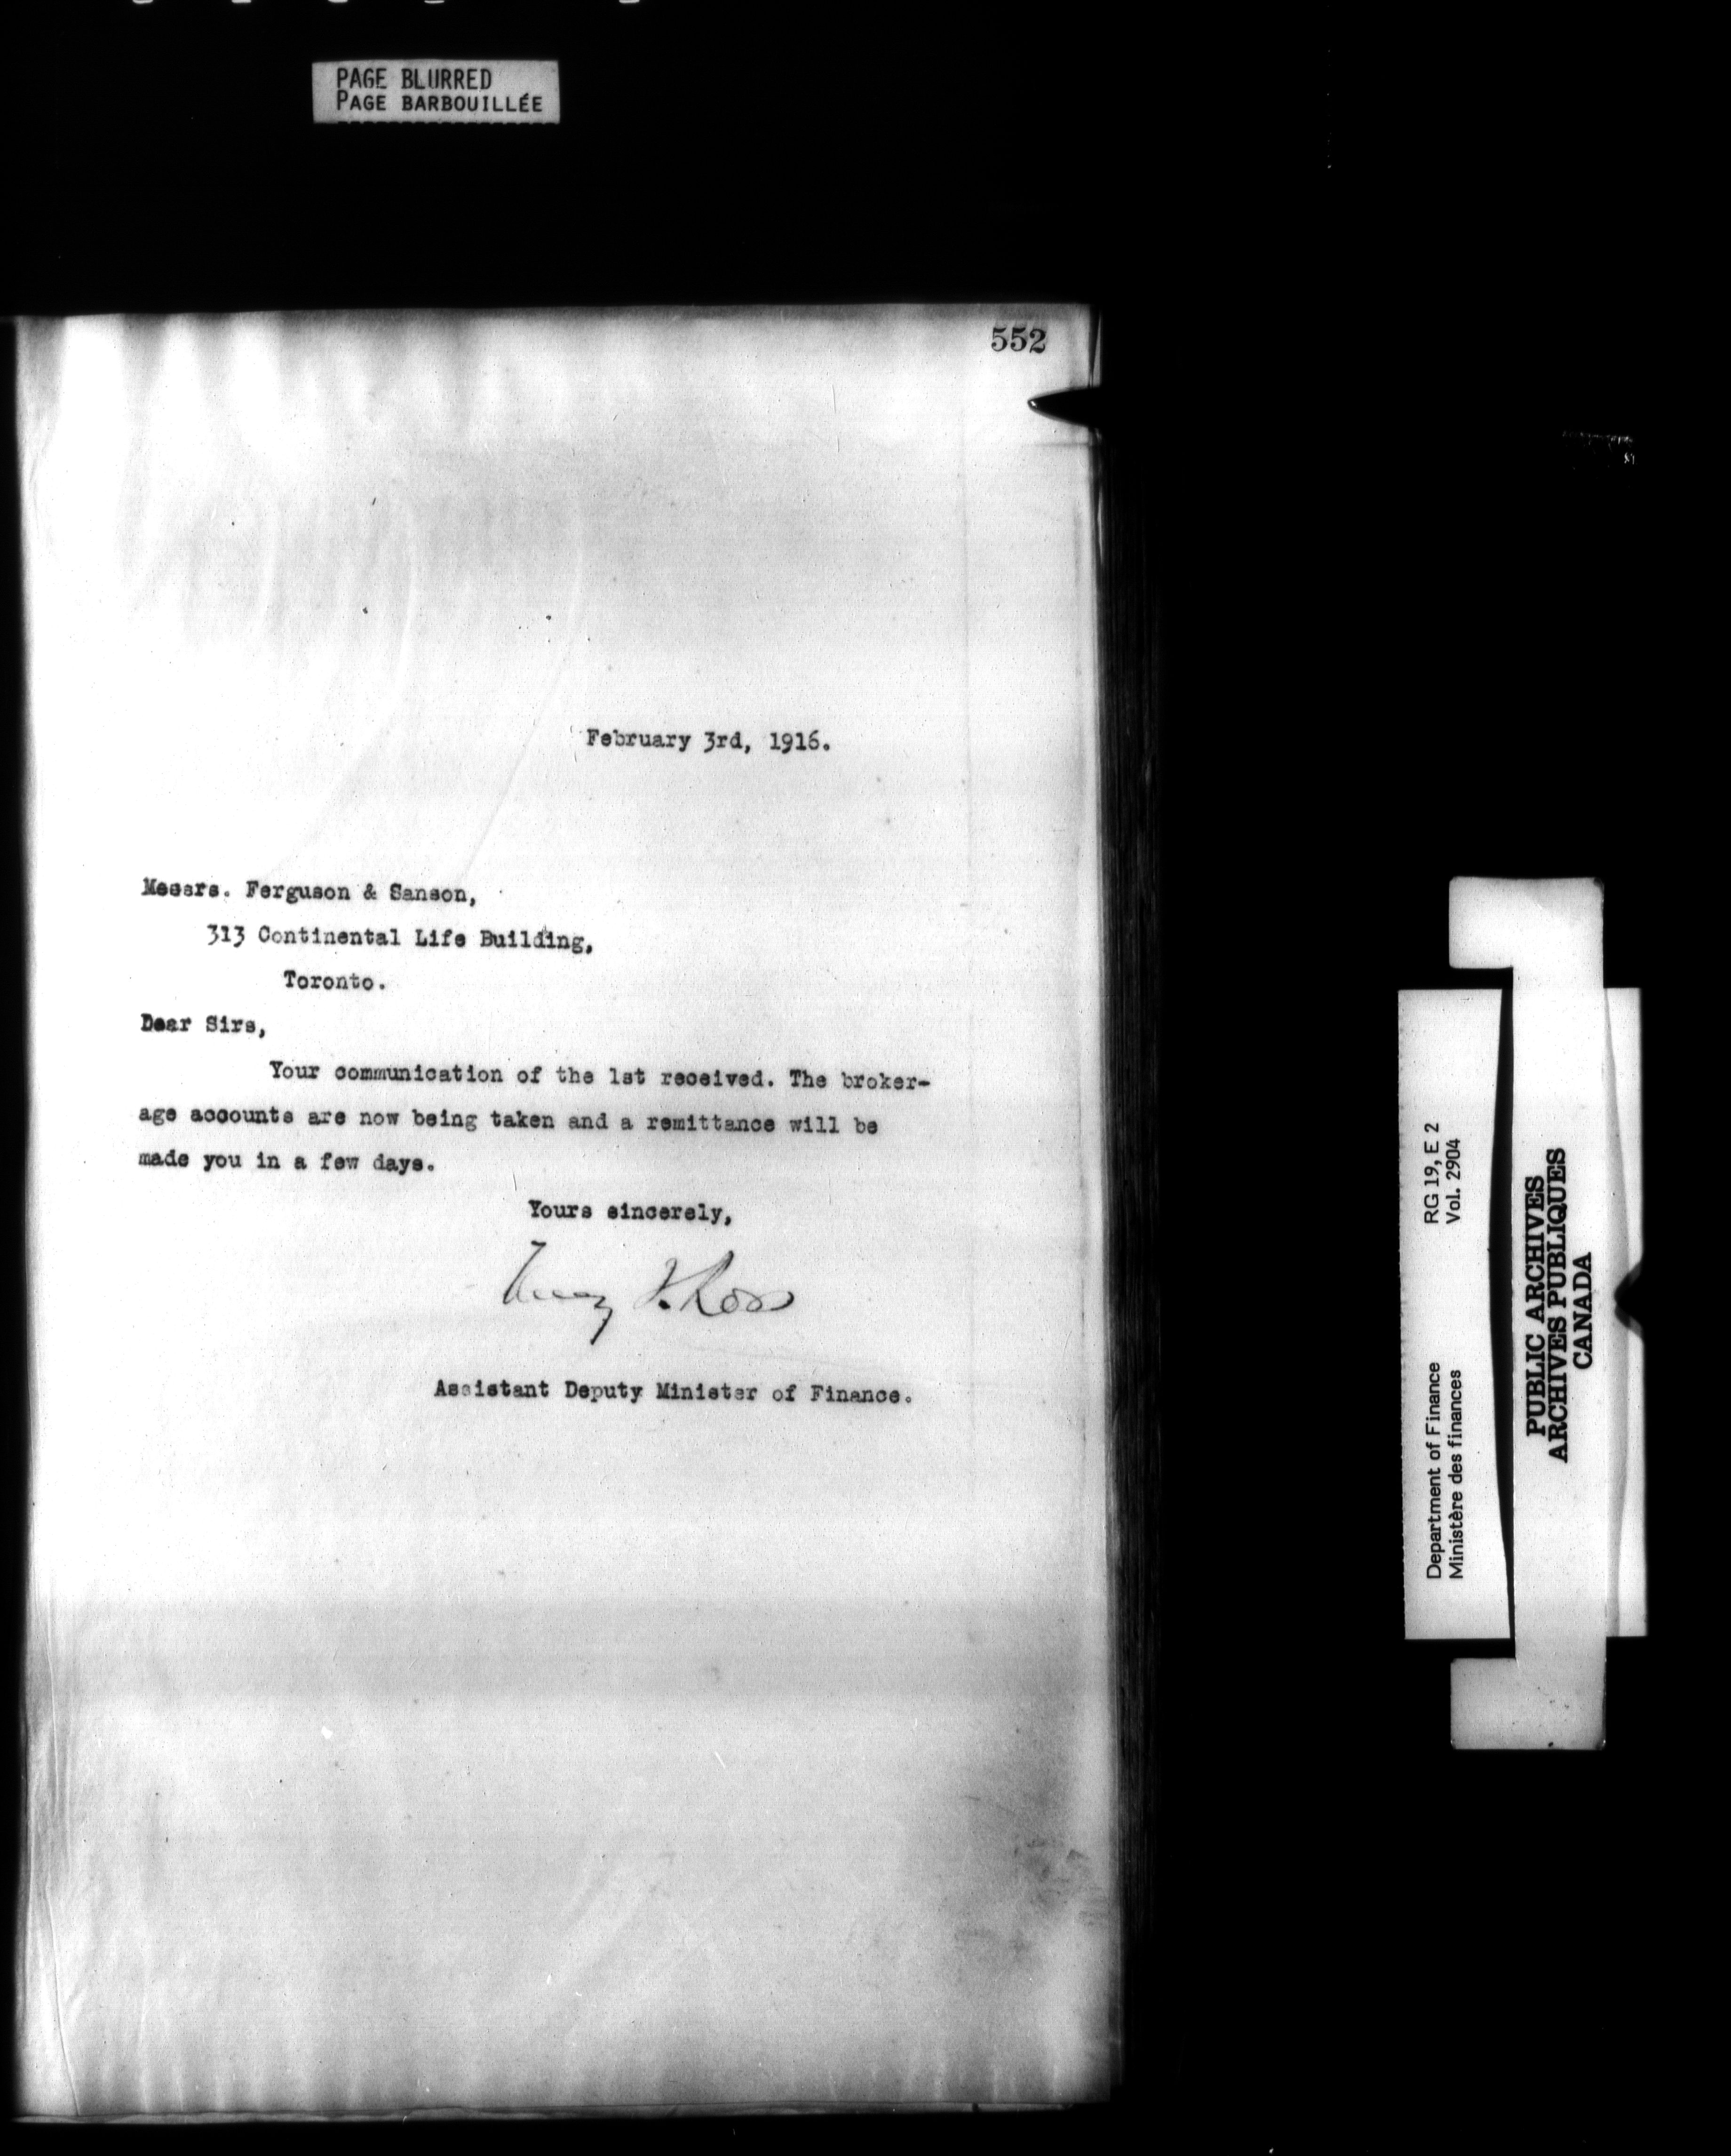 PAGE BLURRED
PAGE BARBOUILLÉE
552
February 3rd, 1916.
Messrs. Ferguson & Sanson,
313 Continental Life Building,
Toronto.
Dear Sirs,
Your communication of the 1st received. The broker-
age accounts are now being taken and a remittance will be
made you in a few days.
Yours sincerely,
Assistant Deputy Minister of Finance.
Department of Finance RG 19, E 2
Ministère des finances Vol. 2904
PUBLIC ARCHIVES
ARCHIVES PUBLIQUES
CANADA